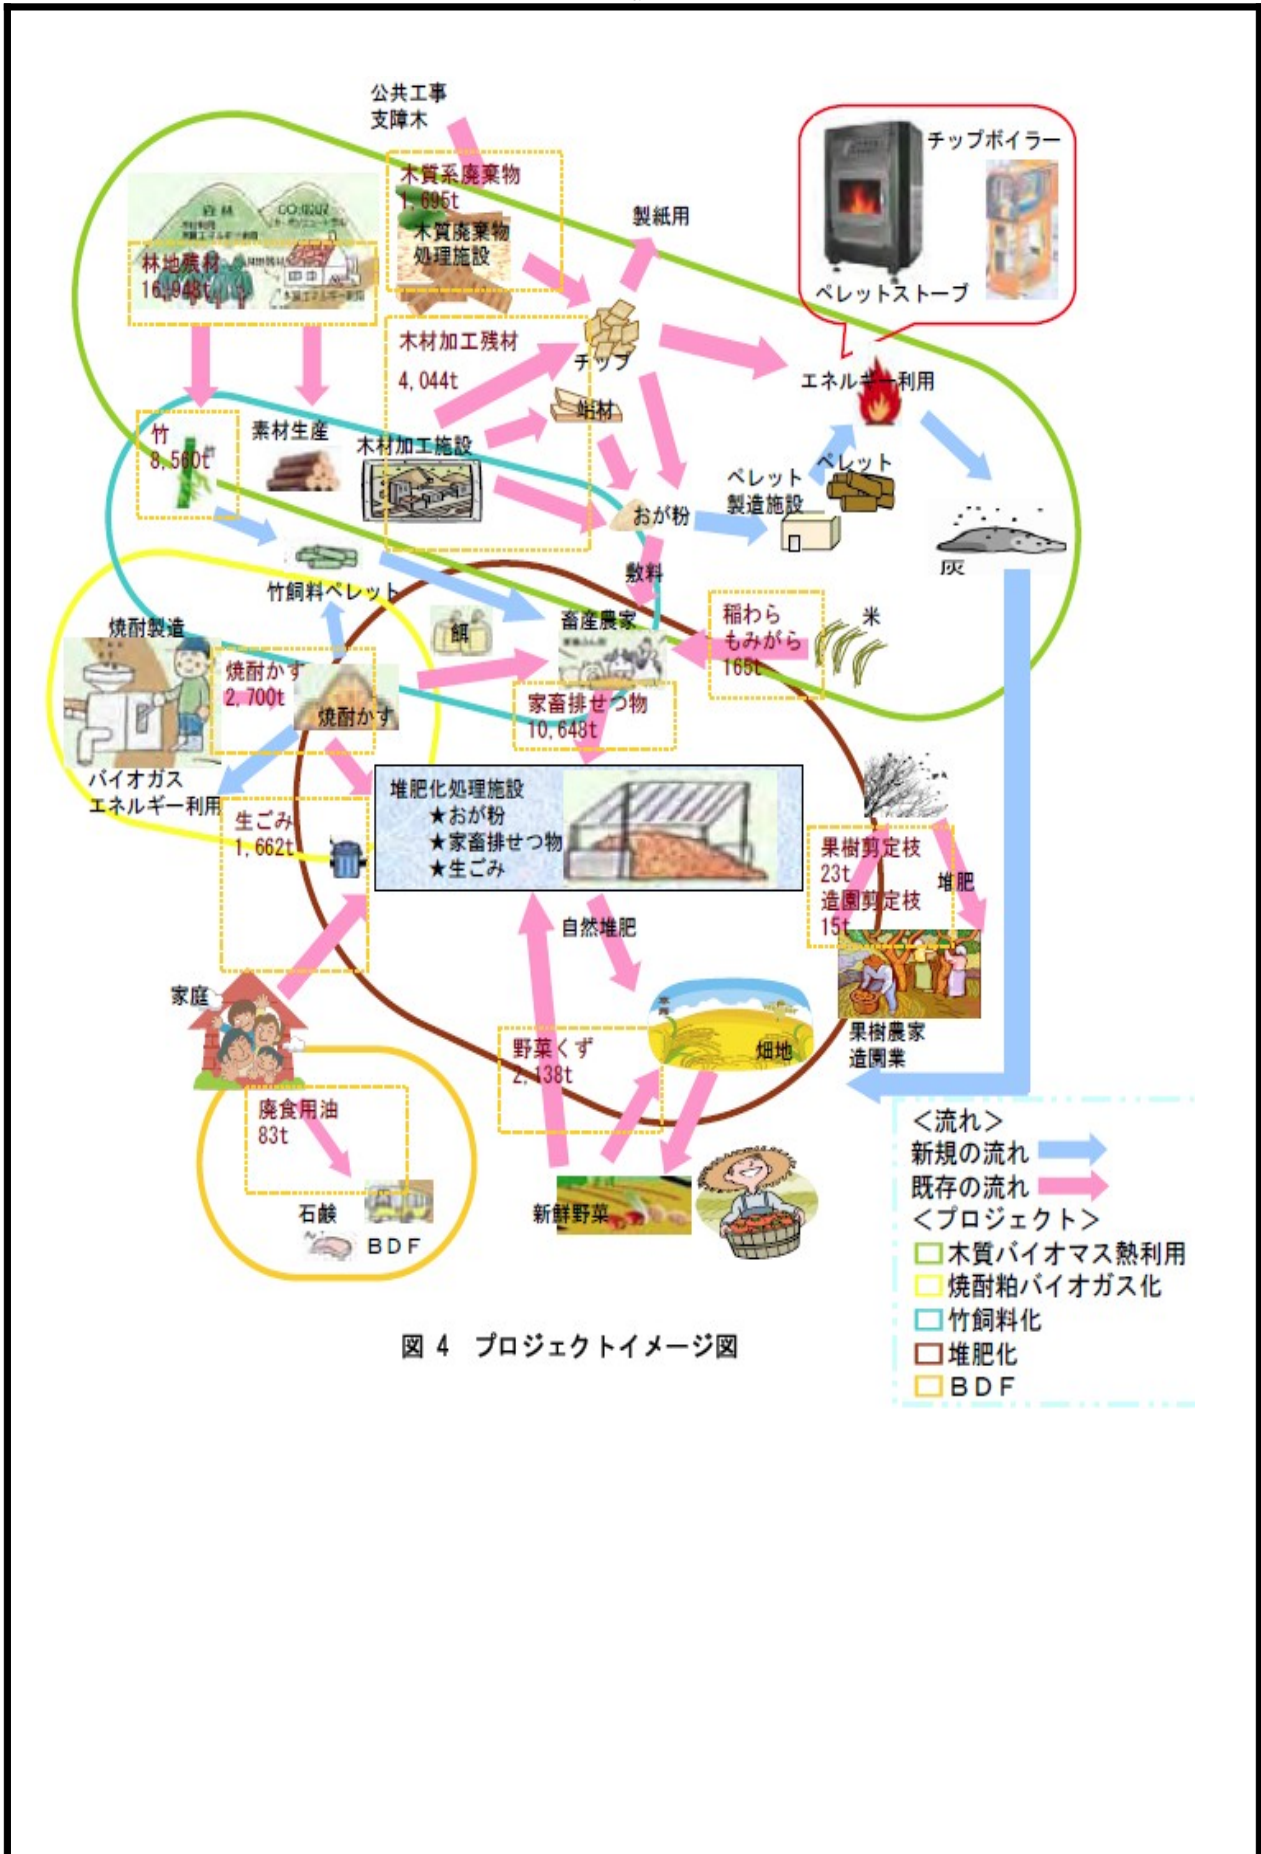 公共工事
支障木
木質系廃棄物
1,695t
木質廃棄物
処理施設
製紙用
チップボイラー
ペレットストーブ
森林
林地残材
16,948t
木材加工残材
4,044t
チップ
エネルギー利用
端材
竹
8,560t
竹
素材生産
木材加工施設
ペレット
製造施設
ペレット
おが粉
灰
竹飼料ペレット
敷料
焼酎製造
餌
畜産農家
稲わら
もみがら
165t
米
焼酎かす
2,700t
焼酎かす
家畜排せつ物
10,648t
バイオガス
エネルギー利用
堆肥化処理施設
★おが粉
★家畜排せつ物
★生ごみ
生ごみ
1,662t
果樹剪定枝
23t
造園剪定枝
15t
堆肥
自然堆肥
家庭
畑地
果樹農家
造園業
野菜くず
2,138t
廃食用油
83t
石鹸
BDF
新鮮野菜
＜流れ＞
新規の流れ
既存の流れ
＜プロジェクト＞
木質バイオマス熱利用
焼酎粕バイオガス化
竹飼料化
堆肥化
BDF
図 4 プロジェクトイメージ図